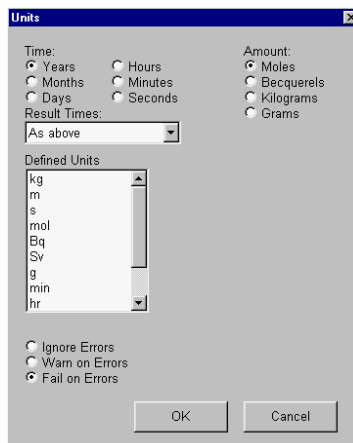 Units
Time:
Years Hours
Months Minutes
Days Seconds
Amount:
Moles
Becquerels
Kilograms
Grams
Result Times:
As above
Defined Units
kg
m
s
mol
Bq
Sv
g
min
hr
Ignore Errors
Warn on Errors
Fail on Errors
OK Cancel